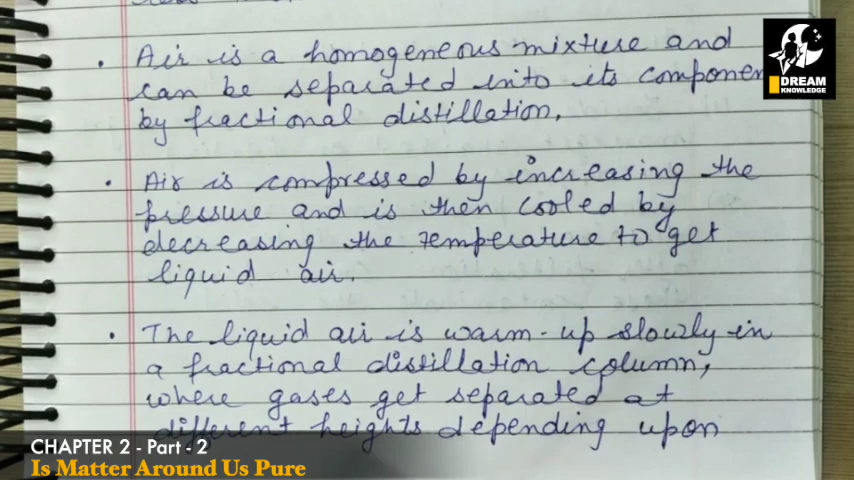 • Air is a homogeneous mixture and
can be separated into its componen
by fractional distillation.
• Air is compressed by increasing the
pressure and is then cooled by
decreasing the temperature to get
liquid air.
• The liquid air is warm-up slowly in
a fractional distillation column,
where gases get separated at
different heights depending upon
DREAM
KNOWLEDGE
CHAPTER 2 - Part - 2
Is Matter Around Us Pure